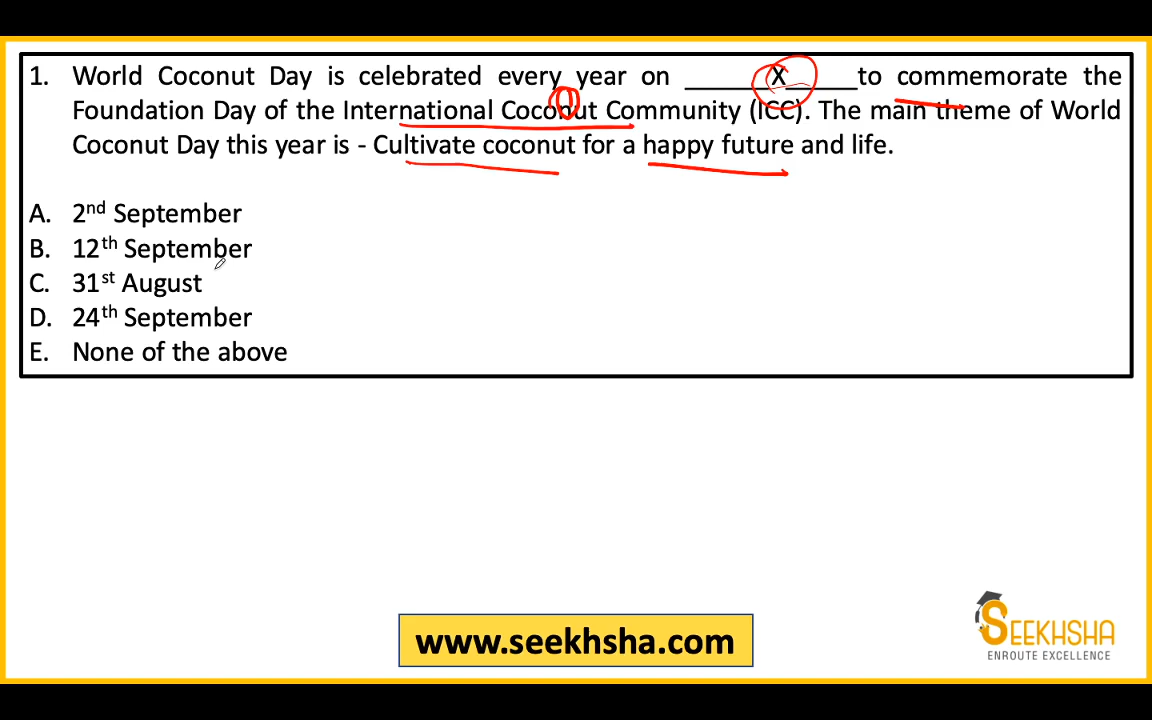 1. World Coconut Day is celebrated every year on ______X______to commemorate the
Foundation Day of the International Coconut Community (ICC). The main theme of World
Coconut Day this year is - Cultivate coconut for a happy future and life.
A. 2nd September
B. 12th September
C. 31st August
D. 24th September
E. None of the above
www.seekhsha.com
SEEKHSHA
ENROUTE EXCELLENCE